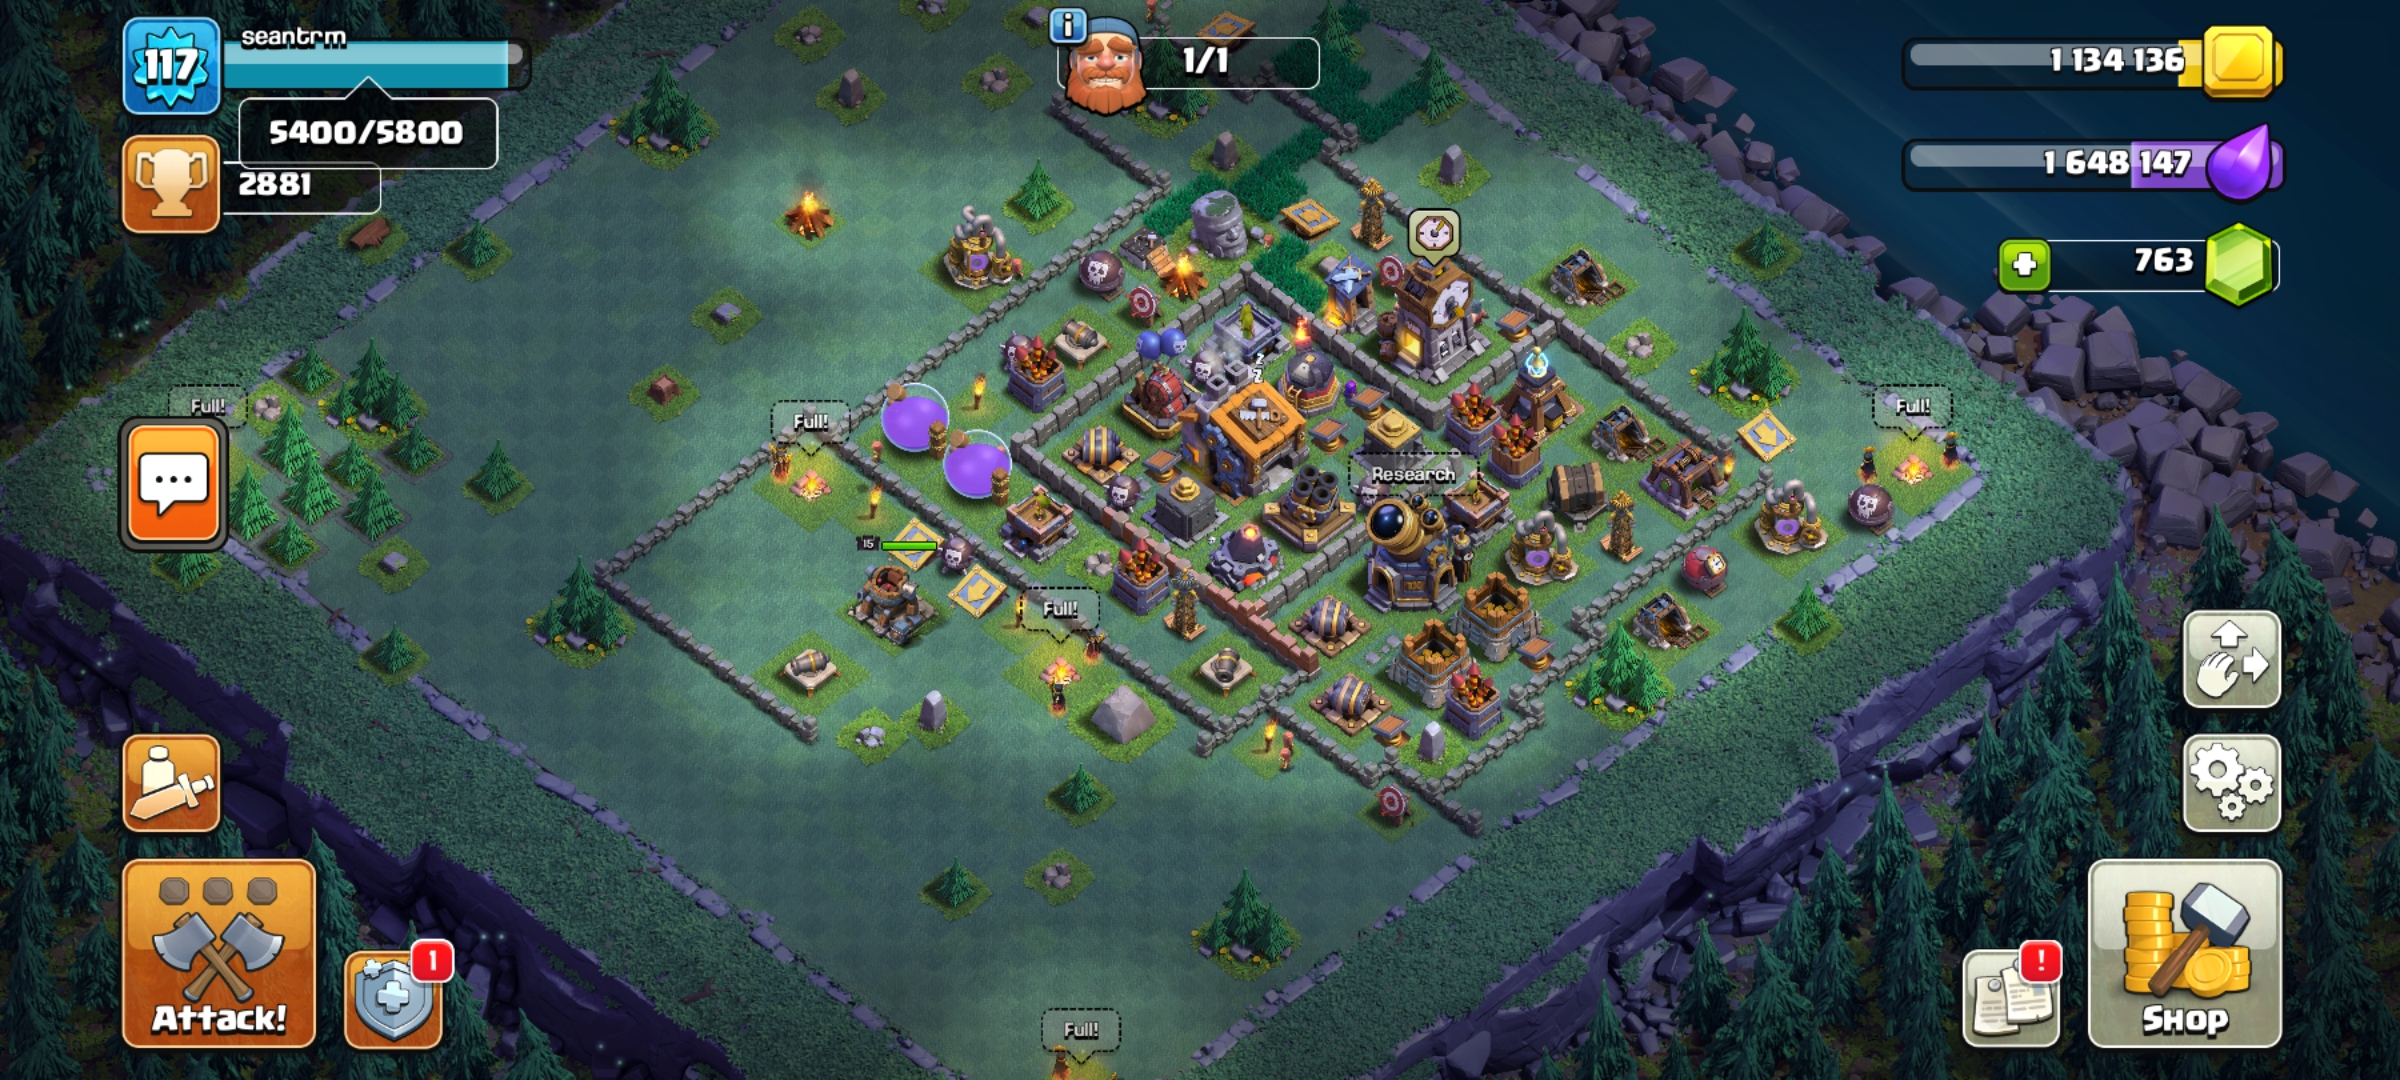 117
seantrm
5400/5800
2881
1/1
1 134 136
1 648 147
763
Full!
Full!
Full!
Research
15
Full!
Full!
Attack!
1
!
Shop